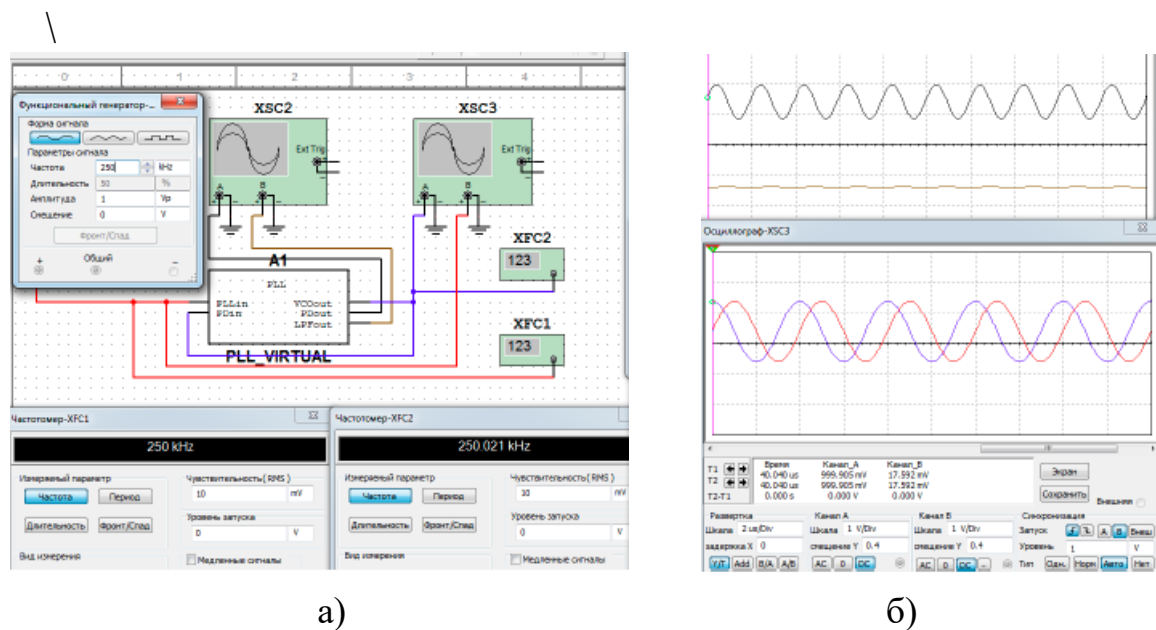 \
0 1 2 3 4
Функциональный генератор-...
Форма сигнала
Параметры сигнала
Частота 250 kHz
Длительность 50 %
Амплитуда 1 Vp
Смещение 0 V
Фронт/Спад
+ Общий −
XSC2
Ext Trig
A B
XSC3
Ext Trig
A B
XFC2
123
A1
PLL
PLLin VCOout
PDin PDout
LPFout
PLL_VIRTUAL
XFC1
123
Частотомер-XFC1
250 kHz
Измеряемый параметр
Частота Период
Длительность Фронт/Спад
Вид измерения
Чувствительность( RMS )
10 mV
Уровень запуска
0 V
Медленные сигналы
Частотомер-XFC2
250.021 kHz
Измеряемый параметр
Частота Период
Длительность Фронт/Спад
Вид измерения
Чувствительность( RMS )
10 mV
Уровень запуска
0 V
Медленные сигналы
а)
Осциллограф-XSC3
Время Канал_A Канал_B
T1 40.040 us 999.905 mV 17.592 mV
T2 40.040 us 999.905 mV 17.592 mV
T2-T1 0.000 s 0.000 V 0.000 V
Экран
Сохранить
Внешняя
Развертка
Шкала 2 us/Div
задержка X 0
Y/T Add B/A A/B
Канал A
Шкала 1 V/Div
смещение Y 0.4
AC 0 DC
Канал B
Шкала 1 V/Div
смещение Y 0.4
AC 0 DC -
Синхронизация
Запуск A B Внеш
Уровень 1 V
Тип Одн. Норм Авто Нет
б)